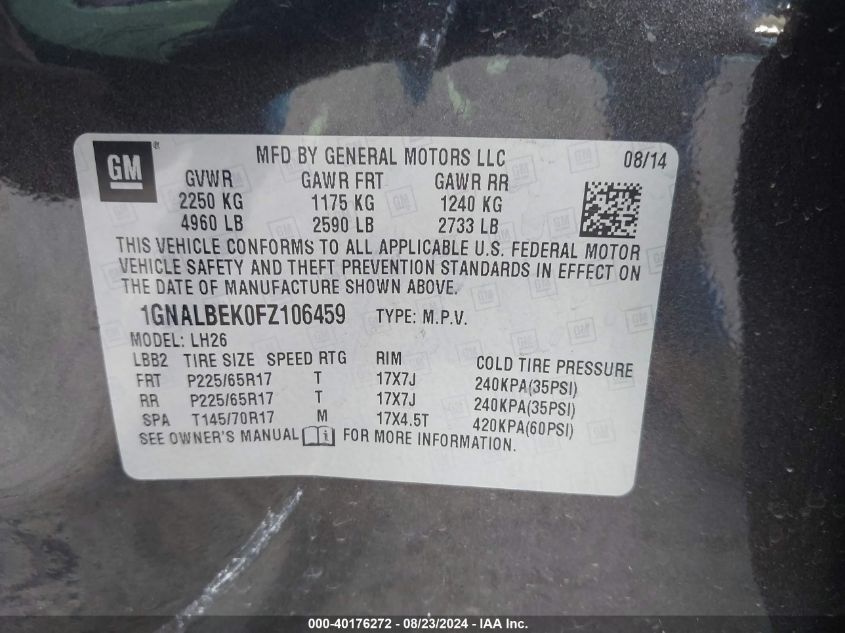 GM
MFD BY GENERAL MOTORS LLC 08/14
GVWR GAWR FRT GAWR RR
2250 KG 1175 KG 1240 KG
4960 LB 2590 LB 2733 LB
THIS VEHICLE CONFORMS TO ALL APPLICABLE U.S. FEDERAL MOTOR
VEHICLE SAFETY AND THEFT PREVENTION STANDARDS IN EFFECT ON
THE DATE OF MANUFACTURE SHOWN ABOVE.
1GNALBEK0FZ106459 TYPE: M.P.V.
MODEL: LH26
LBB2 TIRE SIZE SPEED RTG RIM COLD TIRE PRESSURE
FRT P225/65R17 T 17X7J 240KPA(35PSI)
RR P225/65R17 T 17X7J 240KPA(35PSI)
SPA T145/70R17 M 17X4.5T 420KPA(60PSI)
SEE OWNER'S MANUAL i FOR MORE INFORMATION.
000-40176272 - 08/23/2024 - IAA Inc.